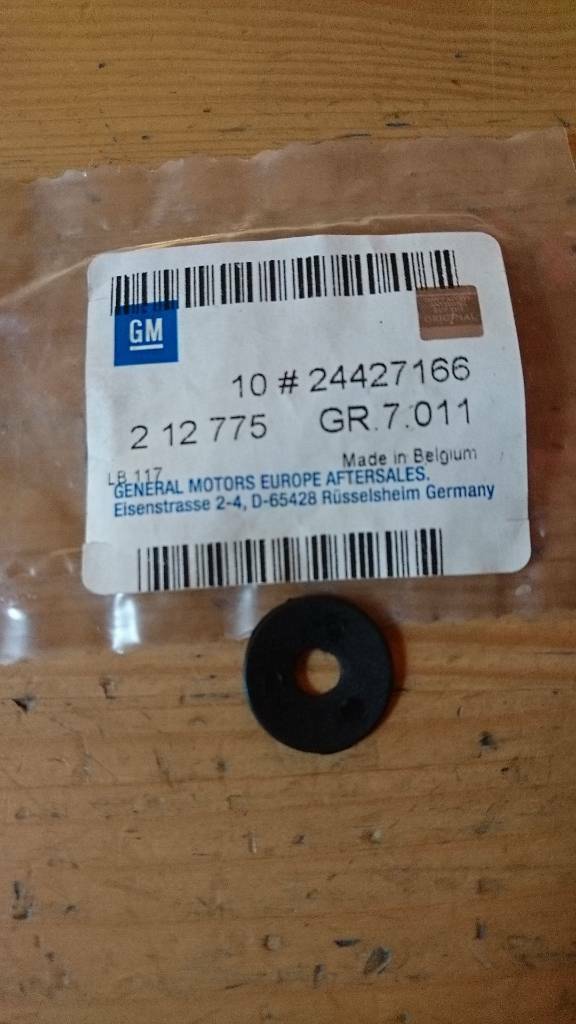 GM
ORIGINAL
10 # 24427166
2 12 775 GR.7.011
Made in Belgium
LB 117
GENERAL MOTORS EUROPE AFTERSALES.
Eisenstrasse 2-4, D-65428 Rüsselsheim Germany